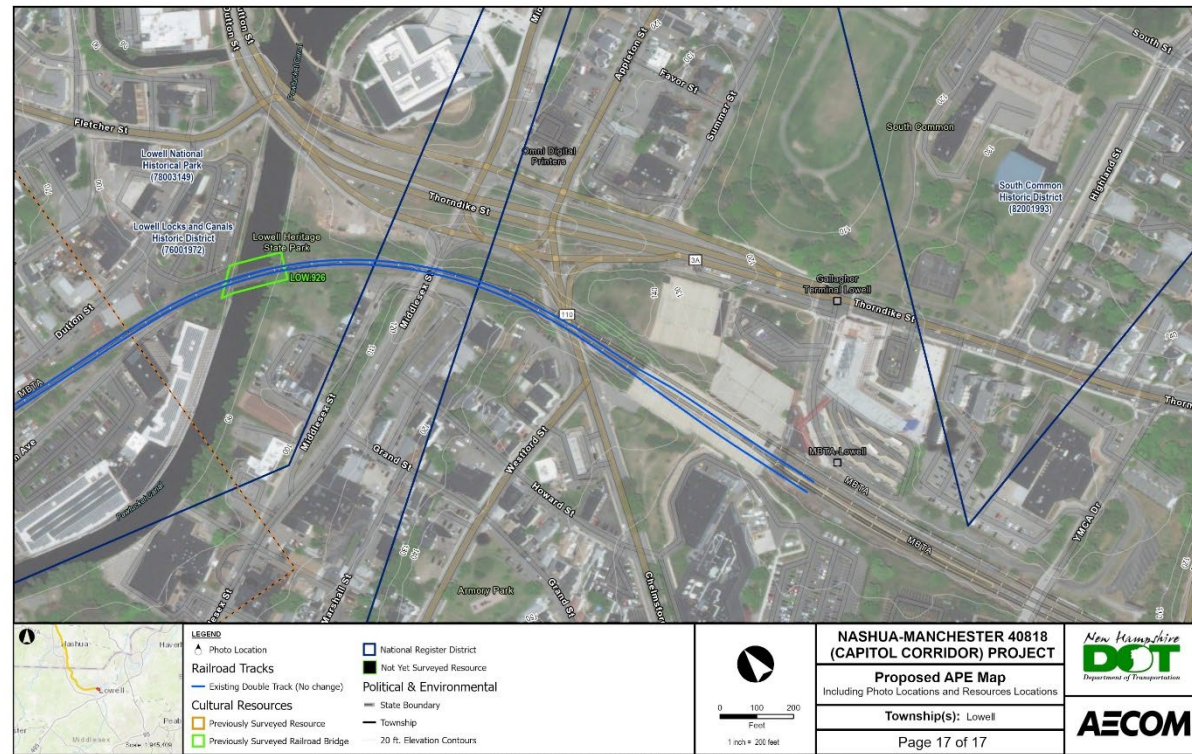 Dutton St
Dutton St
Pawtucket Canal
Appleton St
Favor St
Summer St
South St
Fletcher St
Lowell National
Historical Park
(78003149)
Omni Digital
Printers
South Common
Highland St
South Common
Historic District
(82001993)
Lowell Locks and Canals
Historic District
(76001972)
Lowell Heritage
State Park
LOW.926
Thorndike St
3A
Gallagher
Terminal Lowell
Thorndike St
Dutton St
Middlesex St
110
MBTA
Middlesex St
Grand St
Westford St
MBTA-Lowell
MBTA
Howard St
Pawtucket Canal
YMCA Dr
MBTA
Marshall St
Armory Park
Grand St
Chelmsfor
Nashua
Lowell
Middlesex
LEGEND
Photo Location
Railroad Tracks
Existing Double Track (No change)
Cultural Resources
Previously Surveyed Resource
Previously Surveyed Railroad Bridge
National Register District
Not Yet Surveyed Resource
Political & Environmental
State Boundary
Township
20 ft. Elevation Contours
0 100 200
Feet
1 inch = 200 feet
NASHUA-MANCHESTER 40818
(CAPITOL CORRIDOR) PROJECT
Proposed APE Map
Including Photo Locations and Resources Locations
Township(s): Lowell
Page 17 of 17
New Hampshire
DOT
Department of Transportation
AECOM